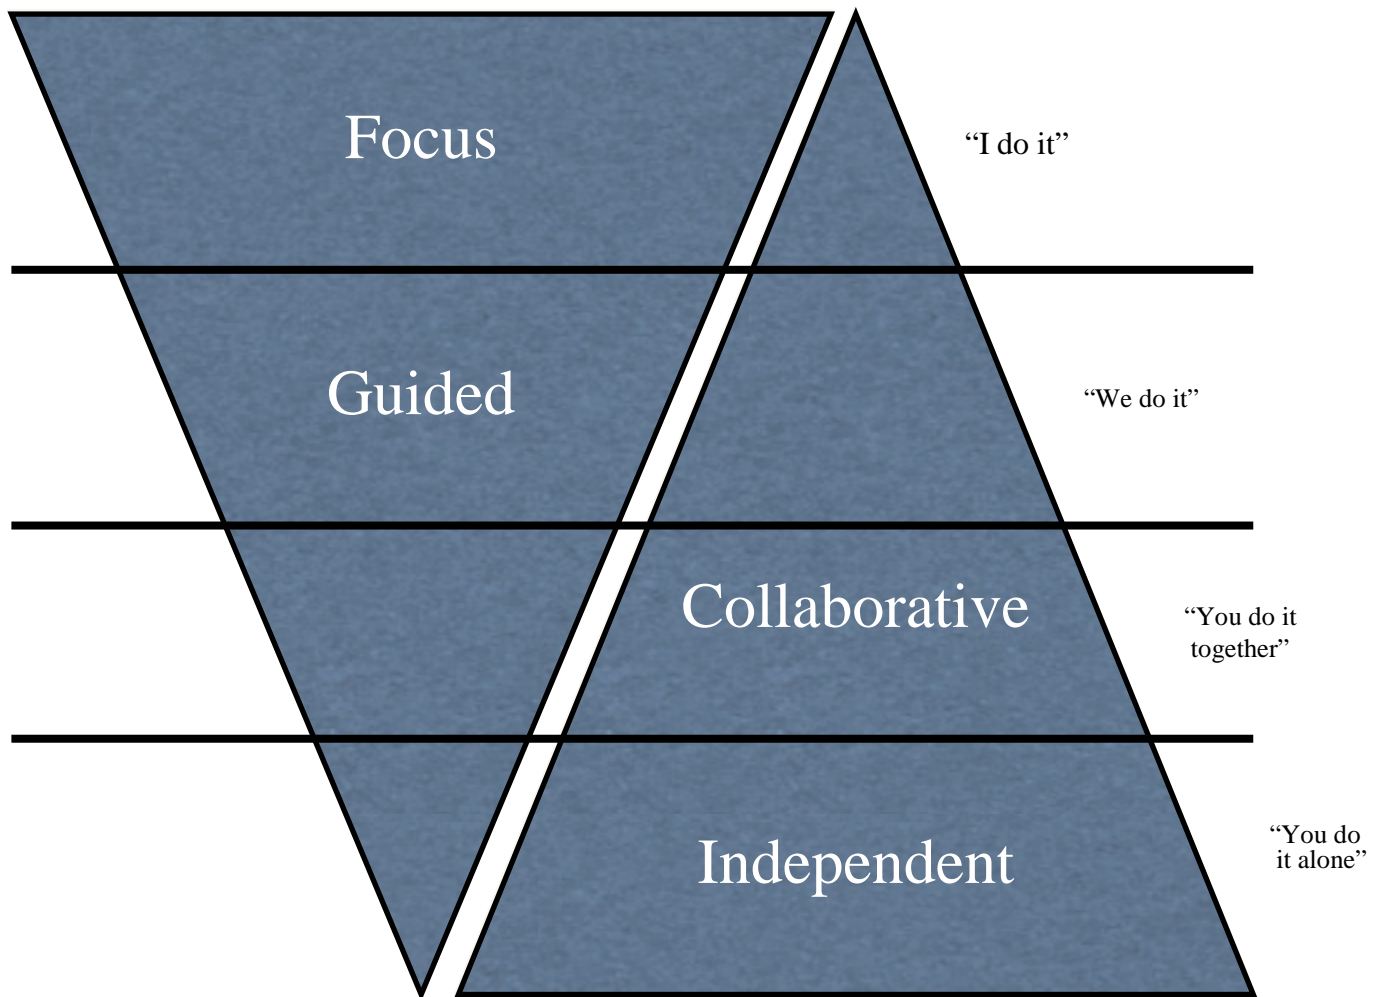 Focus
“I do it”
Guided
“We do it”
Collaborative
“You do it
together”
Independent
“You do
it alone”